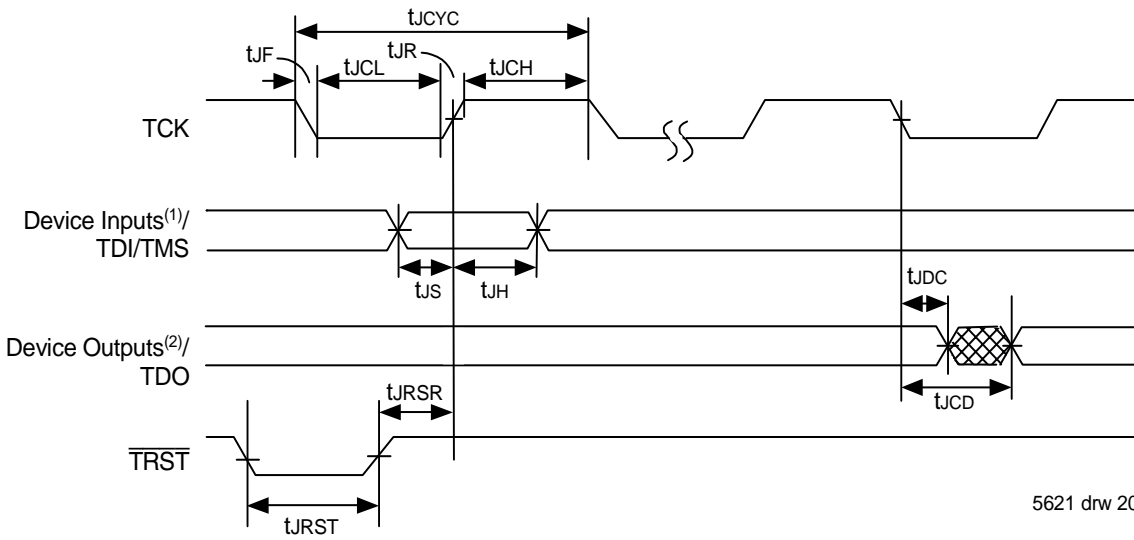 tJCYC
tJF
tJCL
tJR
tJCH
TCK
Device Inputs(1)/
TDI/TMS
tJS
tJH
tJDC
Device Outputs(2)/
TDO
tJCD
tJRSR
TRST
tJRST
5621 drw 20